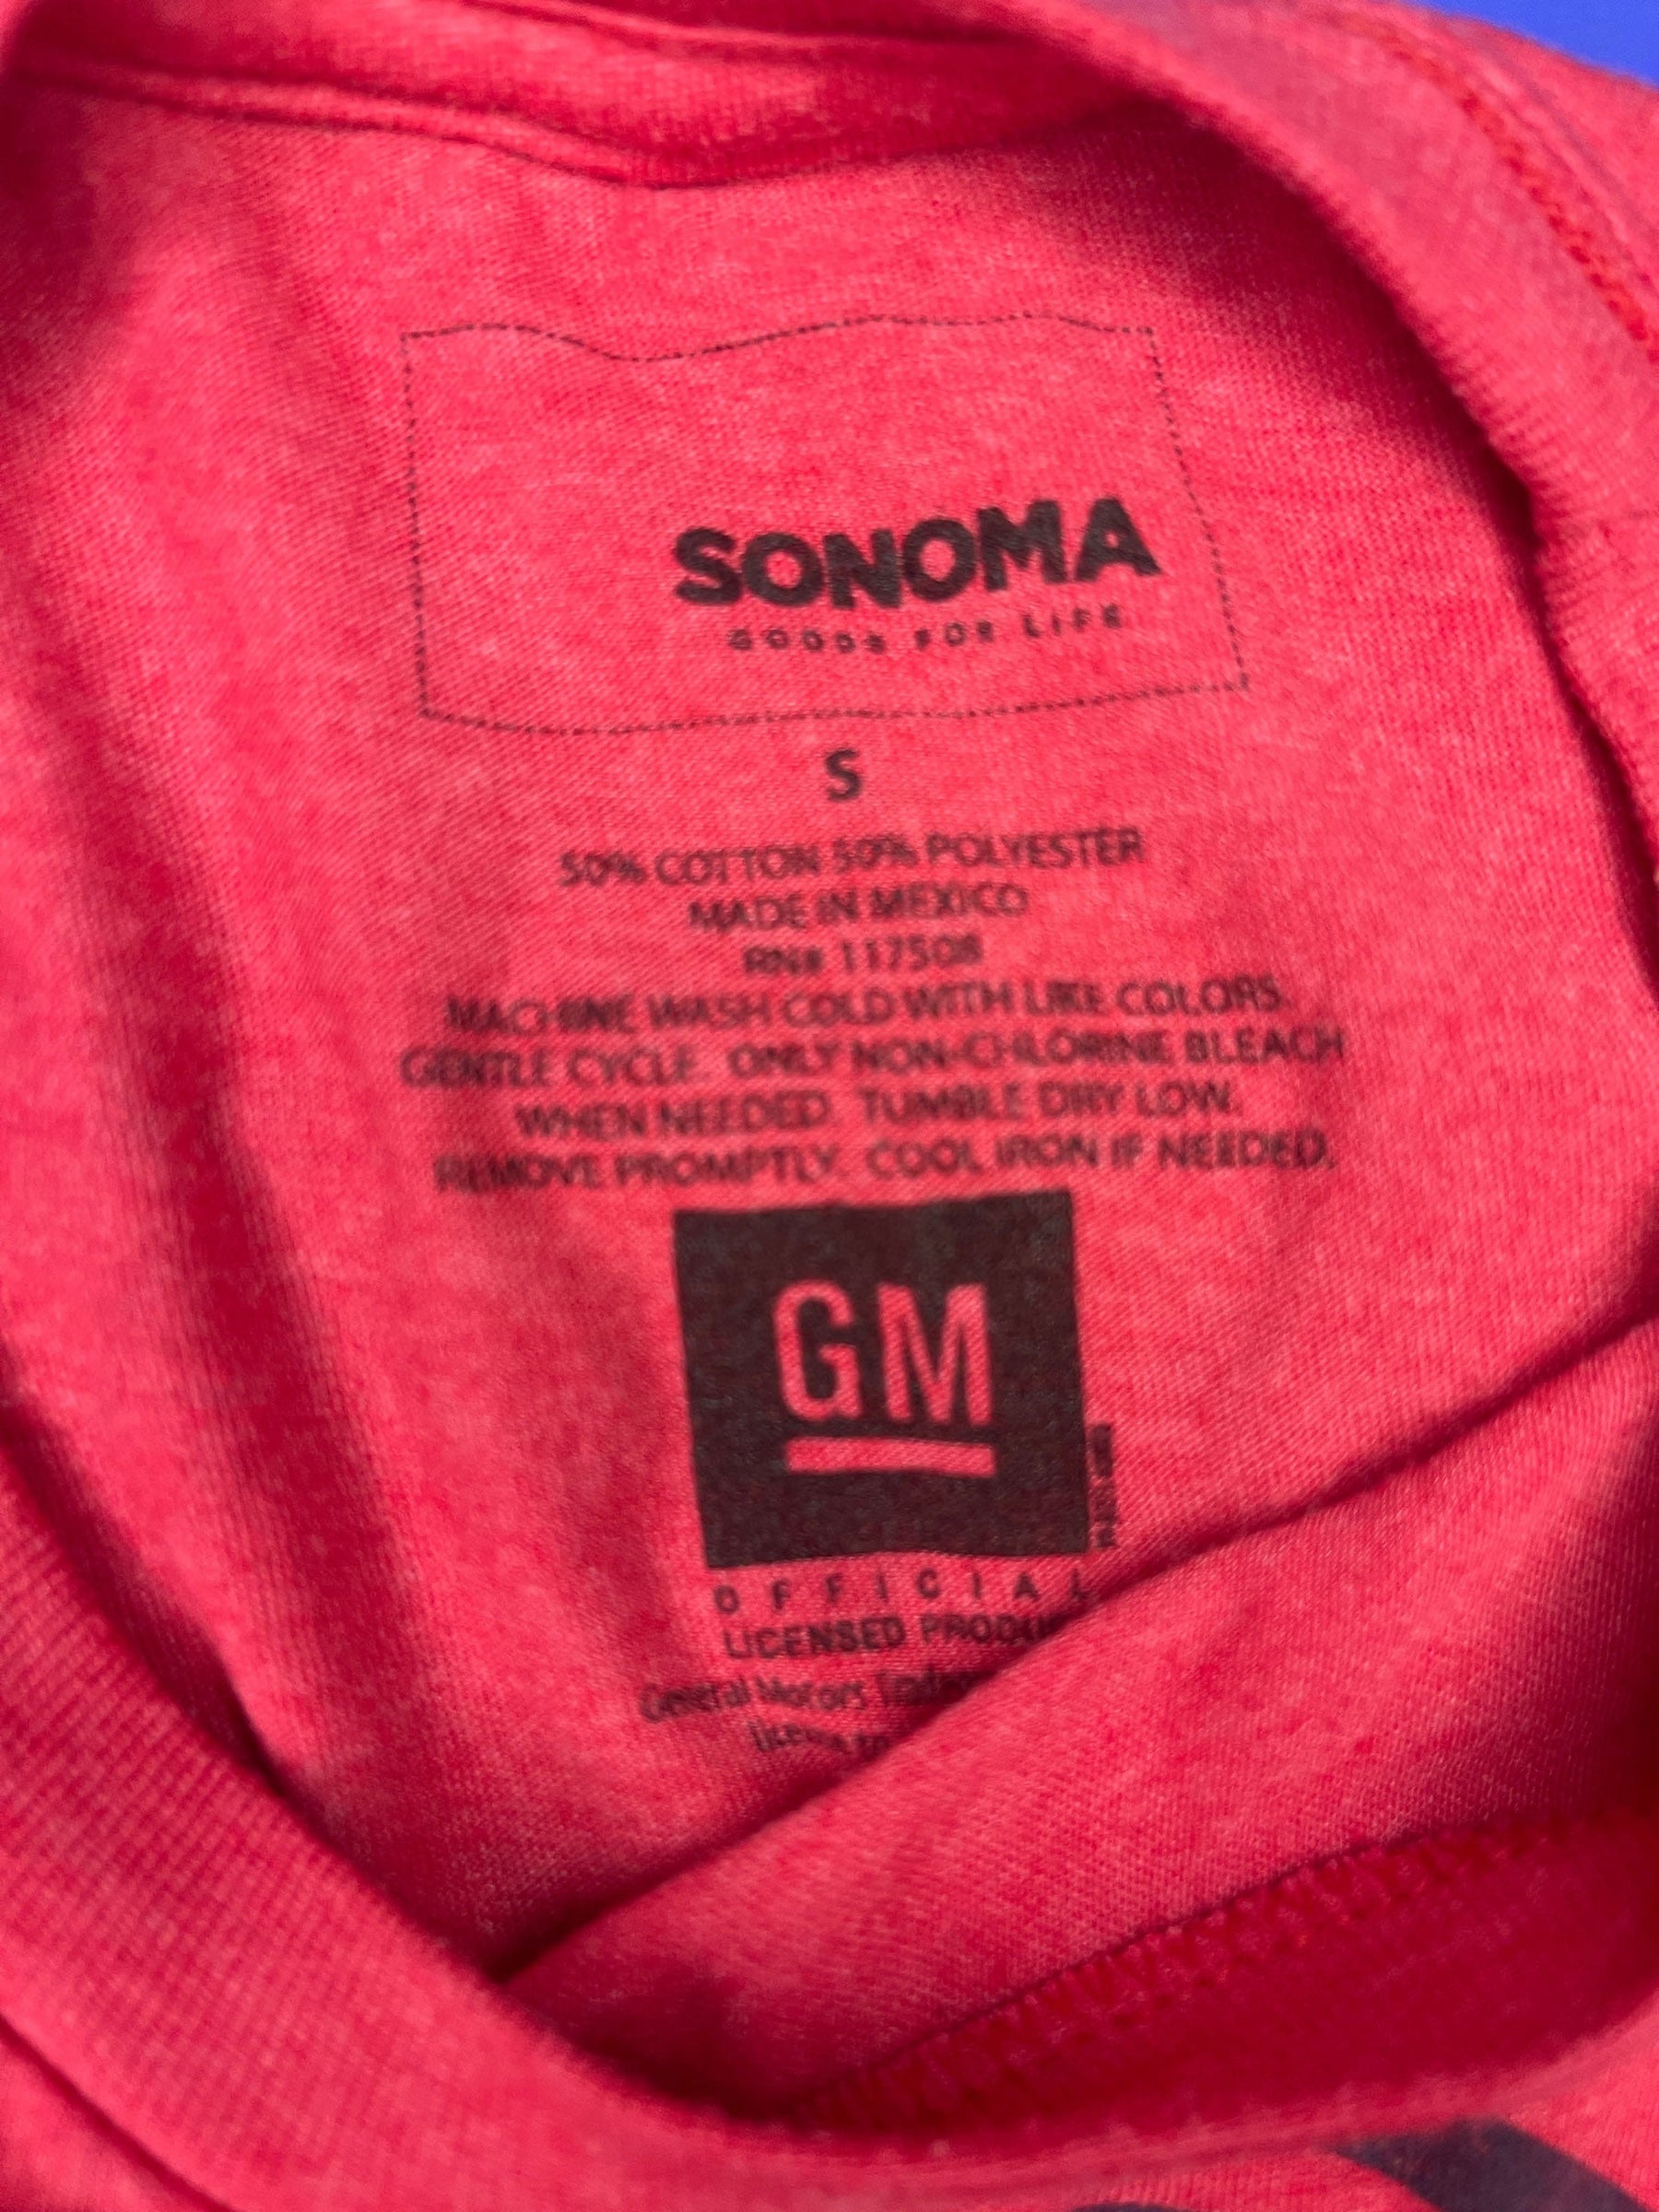 SONOMA
GOODS FOR LIFE
S
50% COTTON 50% POLYESTER
MADE IN MEXICO
RN# 117508
MACHINE WASH COLD WITH LIKE COLORS.
GENTLE CYCLE. ONLY NON-CHLORINE BLEACH
WHEN NEEDED. TUMBLE DRY LOW.
REMOVE PROMPTLY. COOL IRON IF NEEDED.
GM
OFFICIAL
LICENSED
General Motors